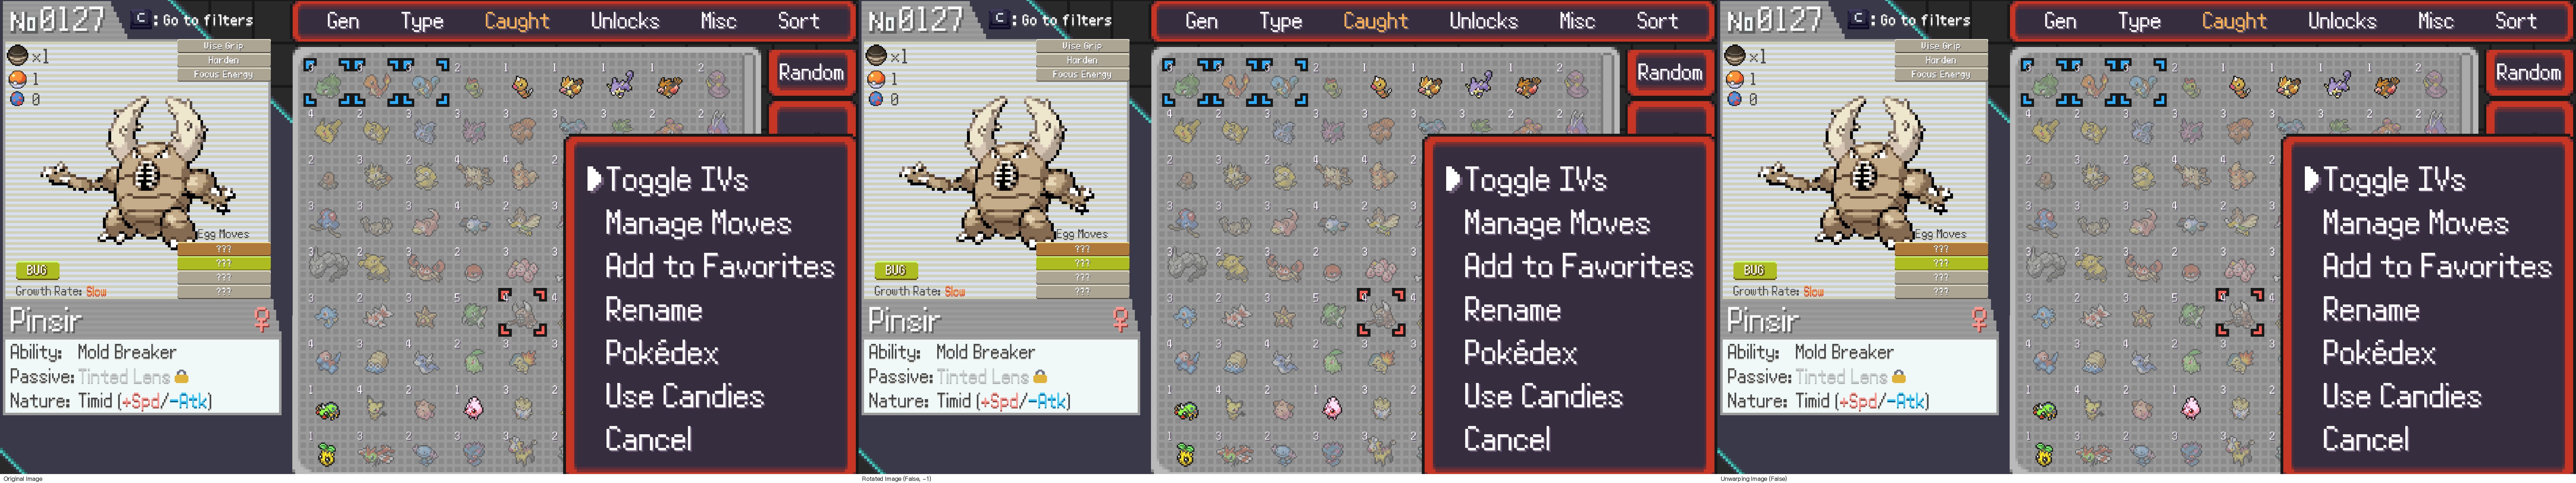 No0127
C : Go to filters
Gen Type Caught Unlocks Misc Sort
x1
1
0
Vise Grip
Harden
Focus Energy
Random
Egg Moves
???
???
???
???
BUG
Growth Rate: Slow
Pinsir ♀
Ability: Mold Breaker
Passive: Tinted Lens
Nature: Timid (+Spd/-Atk)
Toggle IVs
Manage Moves
Add to Favorites
Rename
Pokédex
Use Candies
Cancel
Original Image
No0127
C : Go to filters
Gen Type Caught Unlocks Misc Sort
x1
1
0
Vise Grip
Harden
Focus Energy
Random
Egg Moves
???
???
???
???
BUG
Growth Rate: Slow
Pinsir ♀
Ability: Mold Breaker
Passive: Tinted Lens
Nature: Timid (+Spd/-Atk)
Toggle IVs
Manage Moves
Add to Favorites
Rename
Pokédex
Use Candies
Cancel
Rotated Image (False, -1)
No0127
C : Go to filters
Gen Type Caught Unlocks Misc Sort
x1
1
0
Vise Grip
Harden
Focus Energy
Random
Egg Moves
???
???
???
???
BUG
Growth Rate: Slow
Pinsir ♀
Ability: Mold Breaker
Passive: Tinted Lens
Nature: Timid (+Spd/-Atk)
Toggle IVs
Manage Moves
Add to Favorites
Rename
Pokédex
Use Candies
Cancel
Unwarping Image (False)